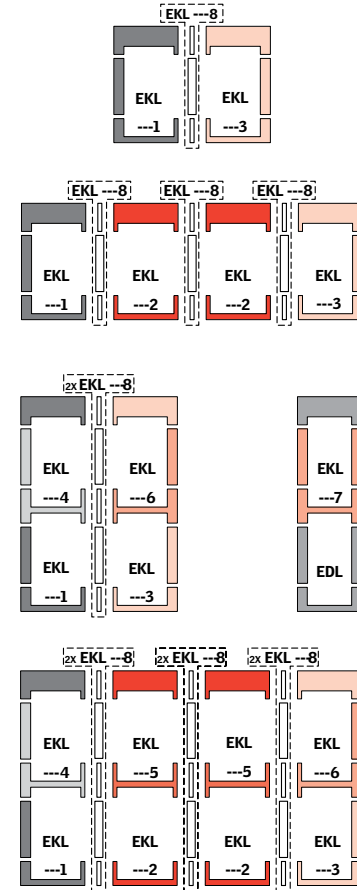 EKL ---8
EKL EKL
---1 ---3
EKL ---8 EKL ---8 EKL ---8
EKL EKL EKL EKL
---1 ---2 ---2 ---3
2X EKL ---8
EKL EKL EKL
---4 ---6 ---7
EKL EKL EDL
---1 ---3
2X EKL ---8 2X EKL ---8 2X EKL ---8
EKL EKL EKL EKL
---4 ---5 ---5 ---6
EKL EKL EKL EKL
---1 ---2 ---2 ---3